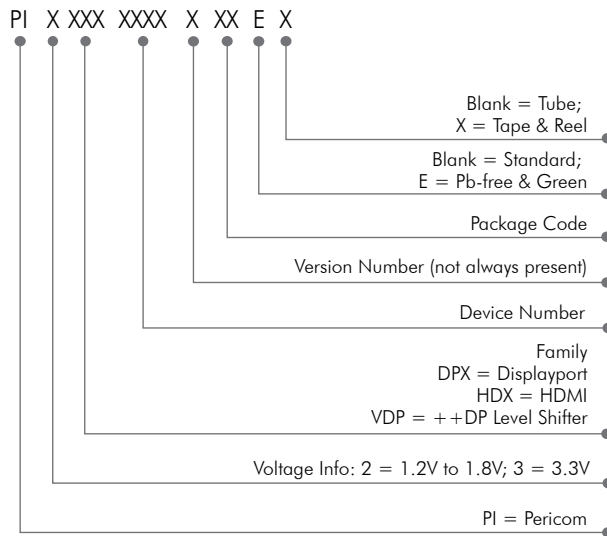 PI X XXX XXXX X XX E X
Blank = Tube;
X = Tape & Reel
Blank = Standard;
E = Pb-free & Green
Package Code
Version Number (not always present)
Device Number
Family
DPX = Displayport
HDX = HDMI
VDP = ++DP Level Shifter
Voltage Info: 2 = 1.2V to 1.8V; 3 = 3.3V
PI = Pericom